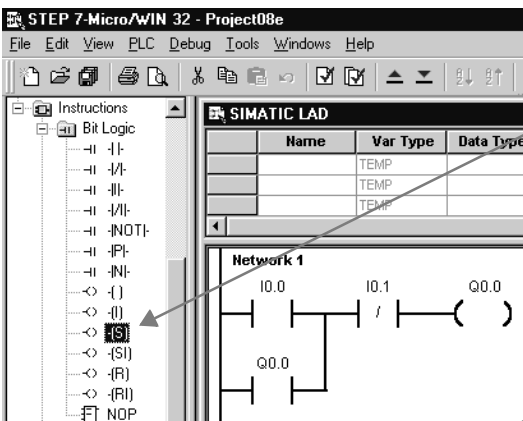 STEP 7-Micro/WIN 32 - Project08e
File Edit View PLC Debug Tools Windows Help
Instructions
Bit Logic
-| |-
-|/|-
-|I|-
-|/I|-
-|NOT|-
-|P|-
-|N|-
-( )
-(I)
-(S)
-(SI)
-(R)
-(RI)
NOP
SIMATIC LAD
Name Var Type Data Type
TEMP
TEMP
TEMP
Network 1
I0.0 I0.1 Q0.0
/
Q0.0